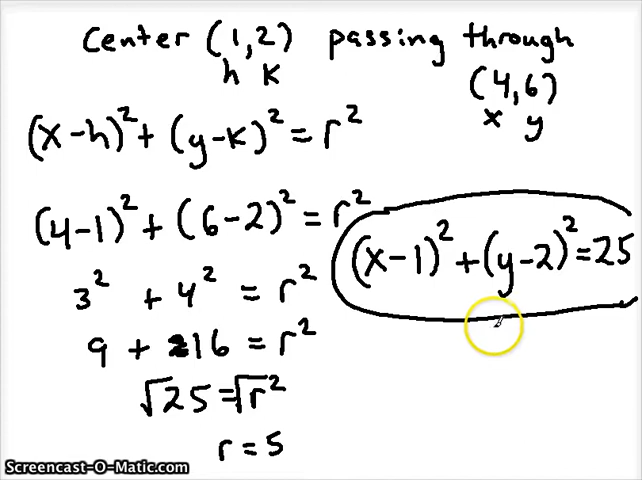 Center (1,2) passing through
h k
(4,6)
x y
(x-h)² + (y-k)² = r²
(4-1)² + (6-2)² = r²
(x-1)² + (y-2)² = 25
3² + 4² = r²
9 + 16 = r²
√25 = √r²
r = 5
Screencast-O-Matic.com